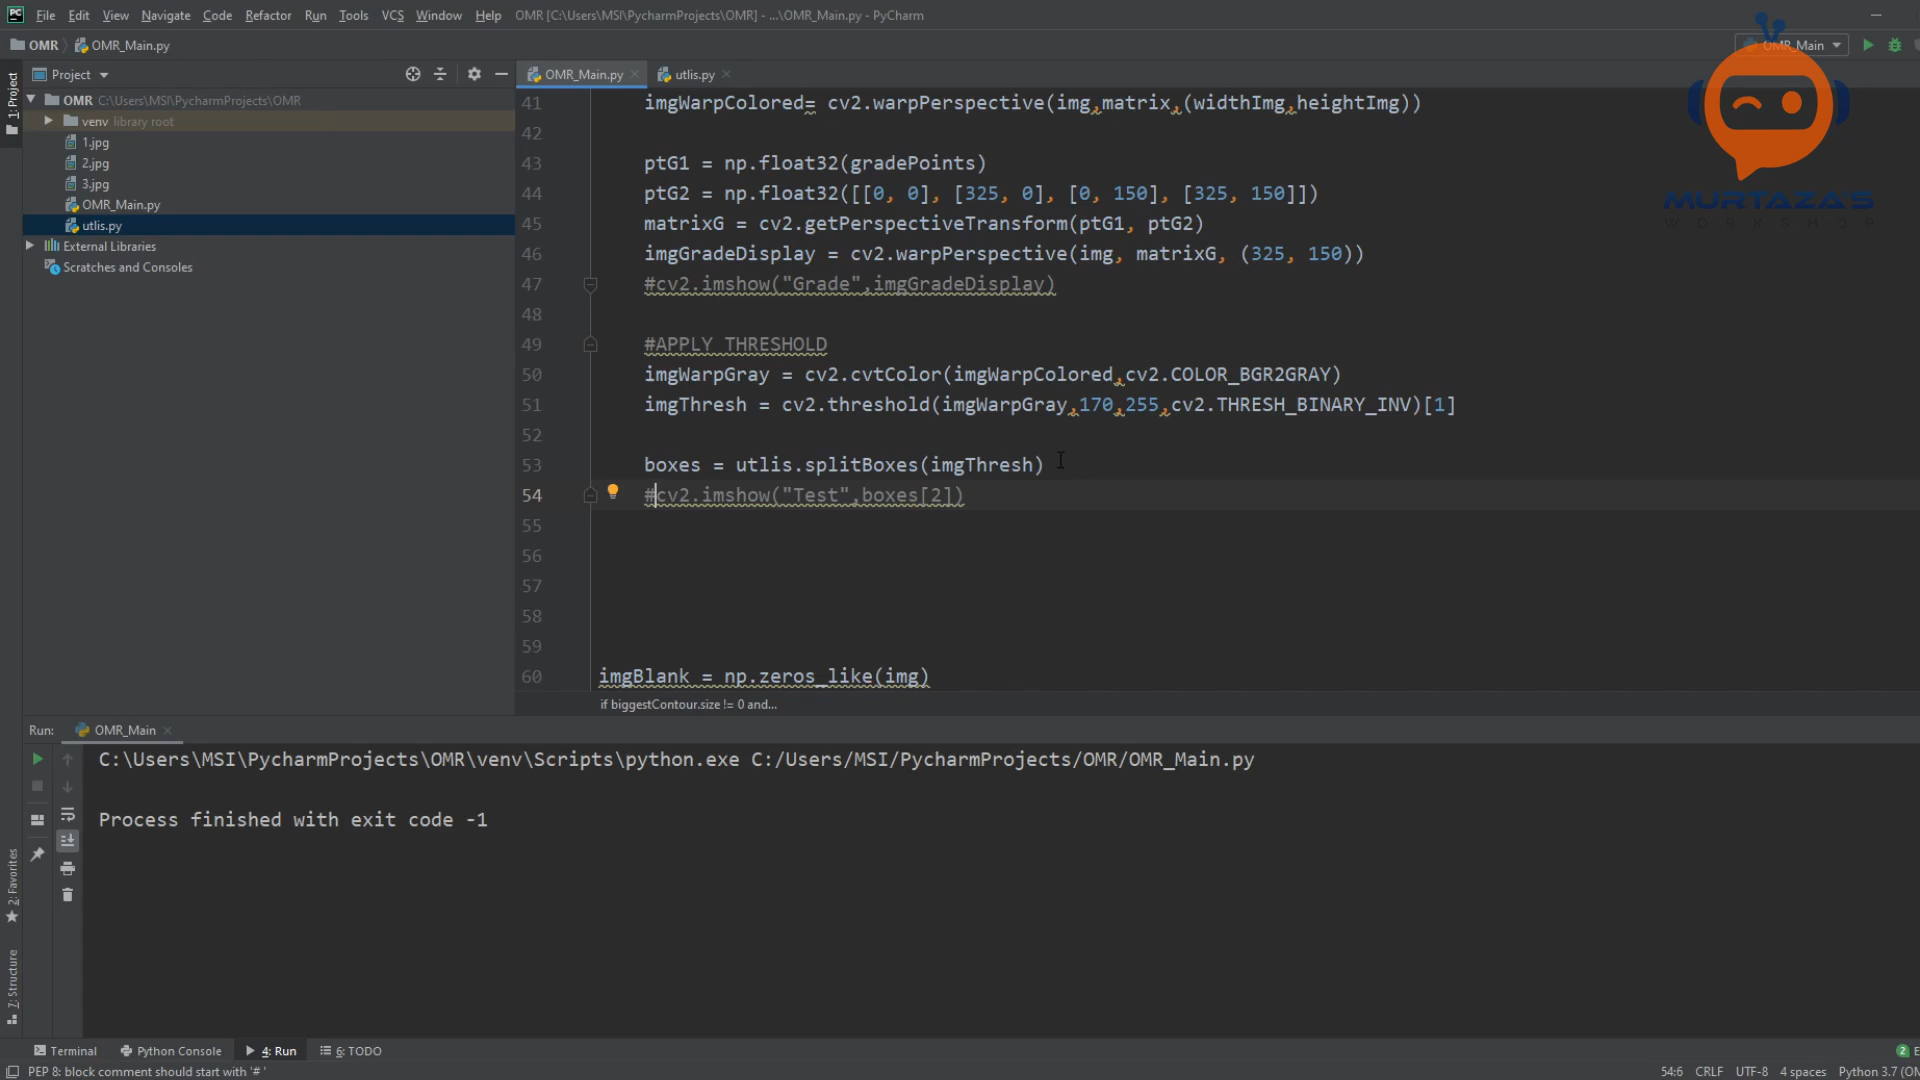 File Edit View Navigate Code Refactor Run Tools VCS Window Help OMR [C:\Users\MSI\PycharmProjects\OMR] - ...\OMR_Main.py - PyCharm
OMR OMR_Main.py
OMR_Main
Project
OMR_Main.py utlis.py
1: Project
OMR C:\Users\MSI\PycharmProjects\OMR
venv library root
1.jpg
2.jpg
3.jpg
OMR_Main.py
utlis.py
External Libraries
Scratches and Consoles
MURTAZA'S
WORKSHOP
41 imgWarpColored= cv2.warpPerspective(img,matrix,(widthImg,heightImg))
42
43 ptG1 = np.float32(gradePoints)
44 ptG2 = np.float32([[0, 0], [325, 0], [0, 150], [325, 150]])
45 matrixG = cv2.getPerspectiveTransform(ptG1, ptG2)
46 imgGradeDisplay = cv2.warpPerspective(img, matrixG, (325, 150))
47 #cv2.imshow("Grade",imgGradeDisplay)
48
49 #APPLY THRESHOLD
50 imgWarpGray = cv2.cvtColor(imgWarpColored,cv2.COLOR_BGR2GRAY)
51 imgThresh = cv2.threshold(imgWarpGray,170,255,cv2.THRESH_BINARY_INV)[1]
52
53 boxes = utlis.splitBoxes(imgThresh)
54 #cv2.imshow("Test",boxes[2])
55
56
57
58
59
60 imgBlank = np.zeros_like(img)
if biggestContour.size != 0 and...
Run: OMR_Main
C:\Users\MSI\PycharmProjects\OMR\venv\Scripts\python.exe C:/Users/MSI/PycharmProjects/OMR/OMR_Main.py
Process finished with exit code -1
2: Favorites
7: Structure
Terminal Python Console 4: Run 6: TODO
2 E
PEP 8: block comment should start with '# '
54:6 CRLF UTF-8 4 spaces Python 3.7 (OM